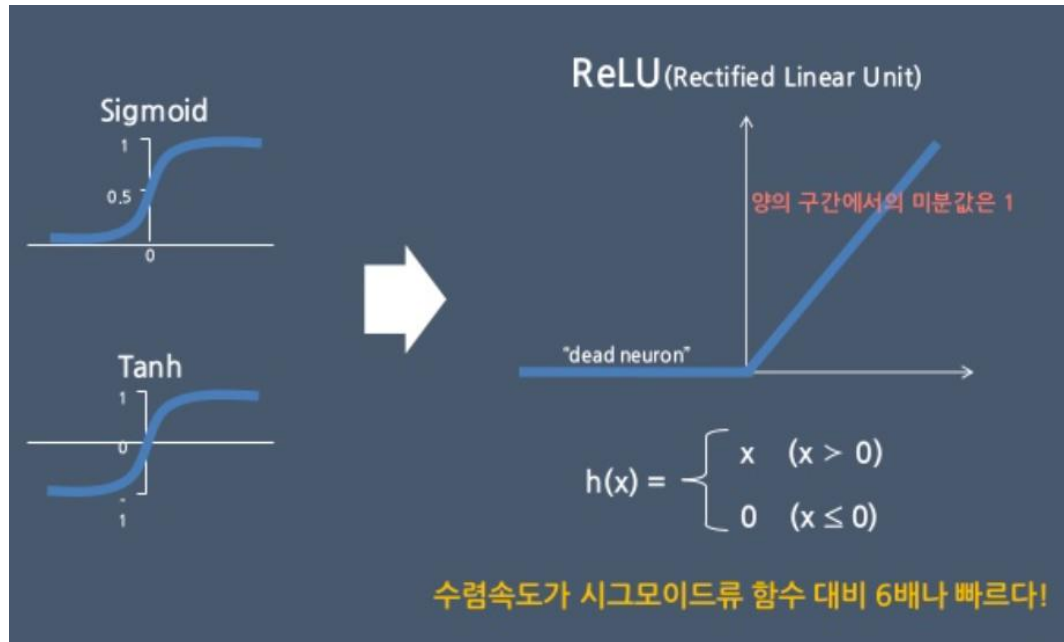 Sigmoid
1
0.5
0
Tanh
1
0
-
1
ReLU(Rectified Linear Unit)
양의 구간에서의 미분값은 1
"dead neuron"
h(x) =
x (x > 0)
0 (x ≤ 0)
수렴속도가 시그모이드류 함수 대비 6배나 빠르다!